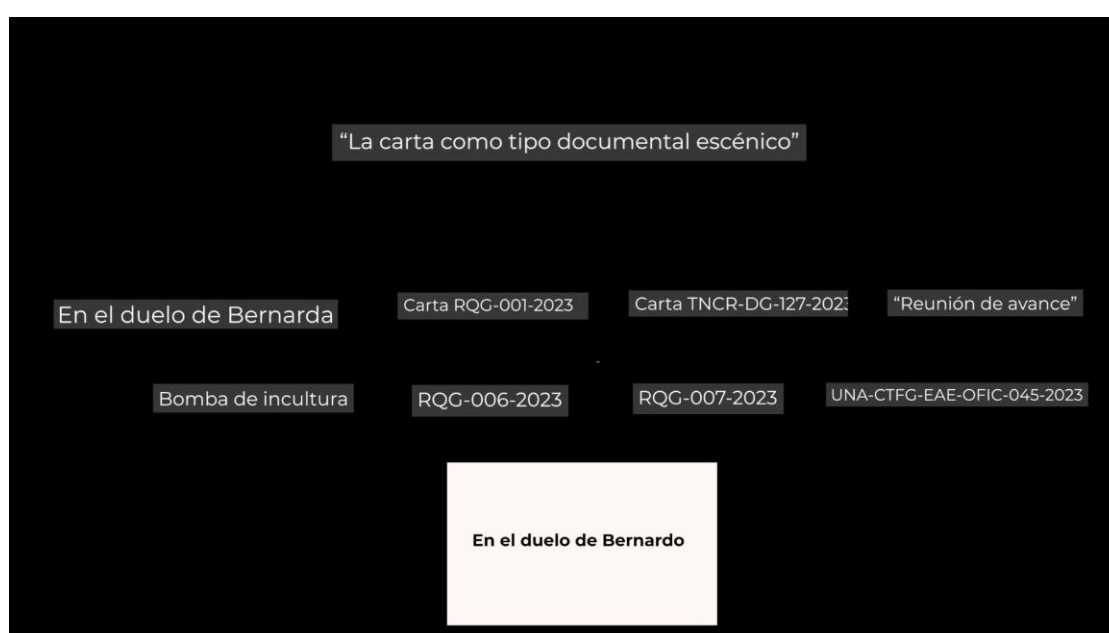 “La carta como tipo documental escénico”
En el duelo de Bernarda
Carta RQG-001-2023
Carta TNCR-DG-127-2023
“Reunión de avance”
Bomba de incultura
RQG-006-2023
RQG-007-2023
UNA-CTFG-EAE-OFIC-045-2023
En el duelo de Bernardo